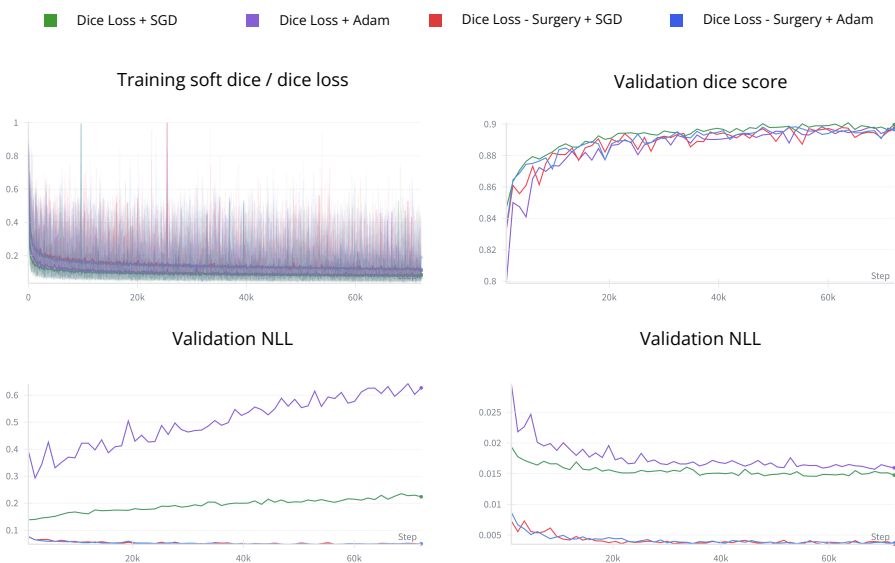 Dice Loss + SGD Dice Loss + Adam Dice Loss - Surgery + SGD Dice Loss - Surgery + Adam
Training soft dice / dice loss
1
0.8
0.6
0.4
0.2
0 20k 40k 60k
Validation dice score
0.9
0.88
0.86
0.84
0.82
0.8
Step
20k 40k 60k
Validation NLL
0.6
0.5
0.4
0.3
0.2
0.1
Step
20k 40k 60k
Validation NLL
0.025
0.02
0.015
0.01
0.005
Step
20k 40k 60k